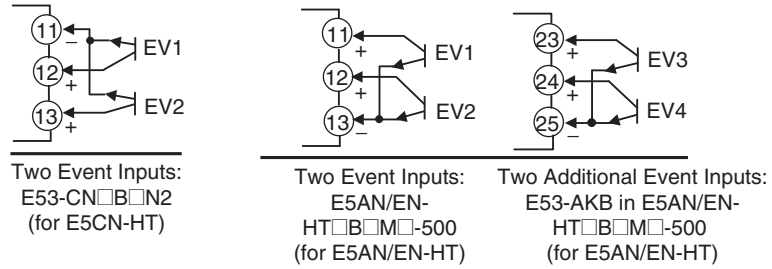 11
−
EV1
12
+
EV2
13
+
Two Event Inputs:
E53-CN□B□N2
(for E5CN-HT)
11
+
EV1
12
+
EV2
13
−
Two Event Inputs:
E5AN/EN-
HT□B□M□-500
(for E5AN/EN-HT)
23
+
EV3
24
+
EV4
25
−
Two Additional Event Inputs:
E53-AKB in E5AN/EN-
HT□B□M□-500
(for E5AN/EN-HT)